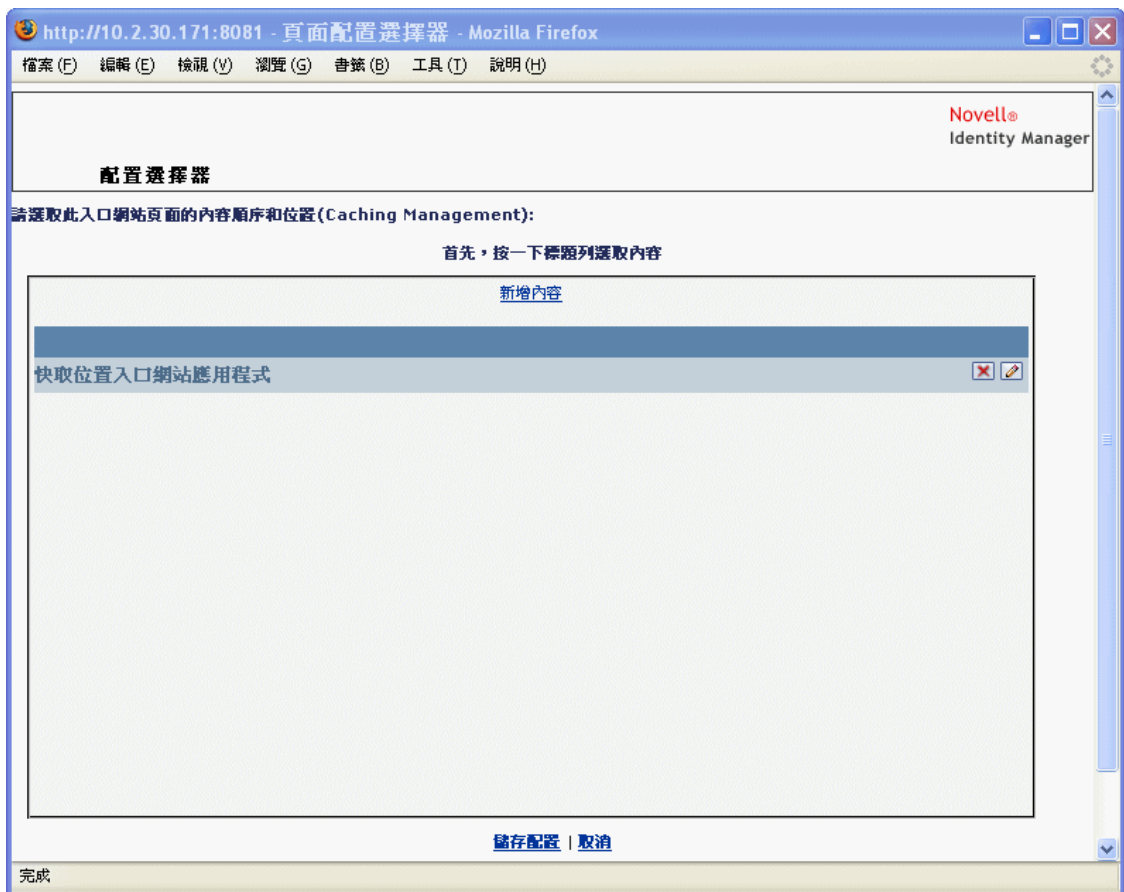 http://10.2.30.171:8081 - 頁面配置選擇器 - Mozilla Firefox
檔案(F) 編輯(E) 檢視(V) 瀏覽(G) 書籤(B) 工具(T) 說明(H)
Novell®
Identity Manager
配置選擇器
請選取此入口網站頁面的內容順序和位置(Caching Management):
首先，按一下標題列選取內容
新增內容
快取位置入口網站應用程式
儲存配置 | 取消
完成